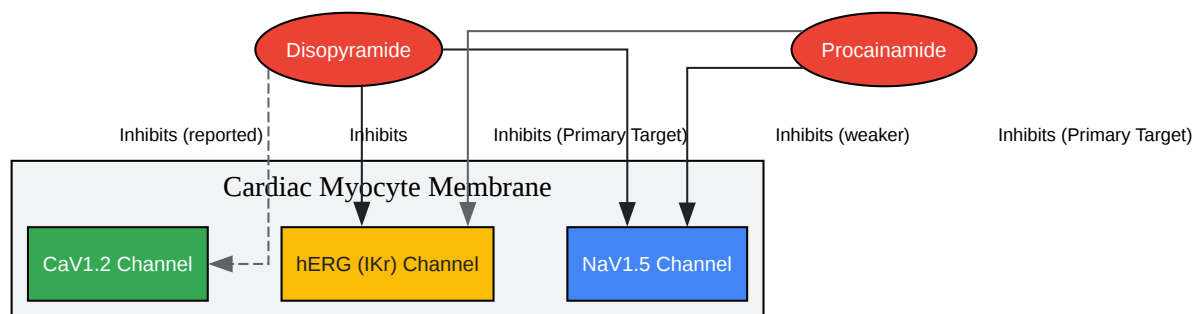 Disopyramide
Procainamide
Inhibits (reported)
Inhibits
Inhibits (Primary Target)
Inhibits (weaker)
Inhibits (Primary Target)
Cardiac Myocyte Membrane
CaV1.2 Channel
hERG (IKr) Channel
NaV1.5 Channel